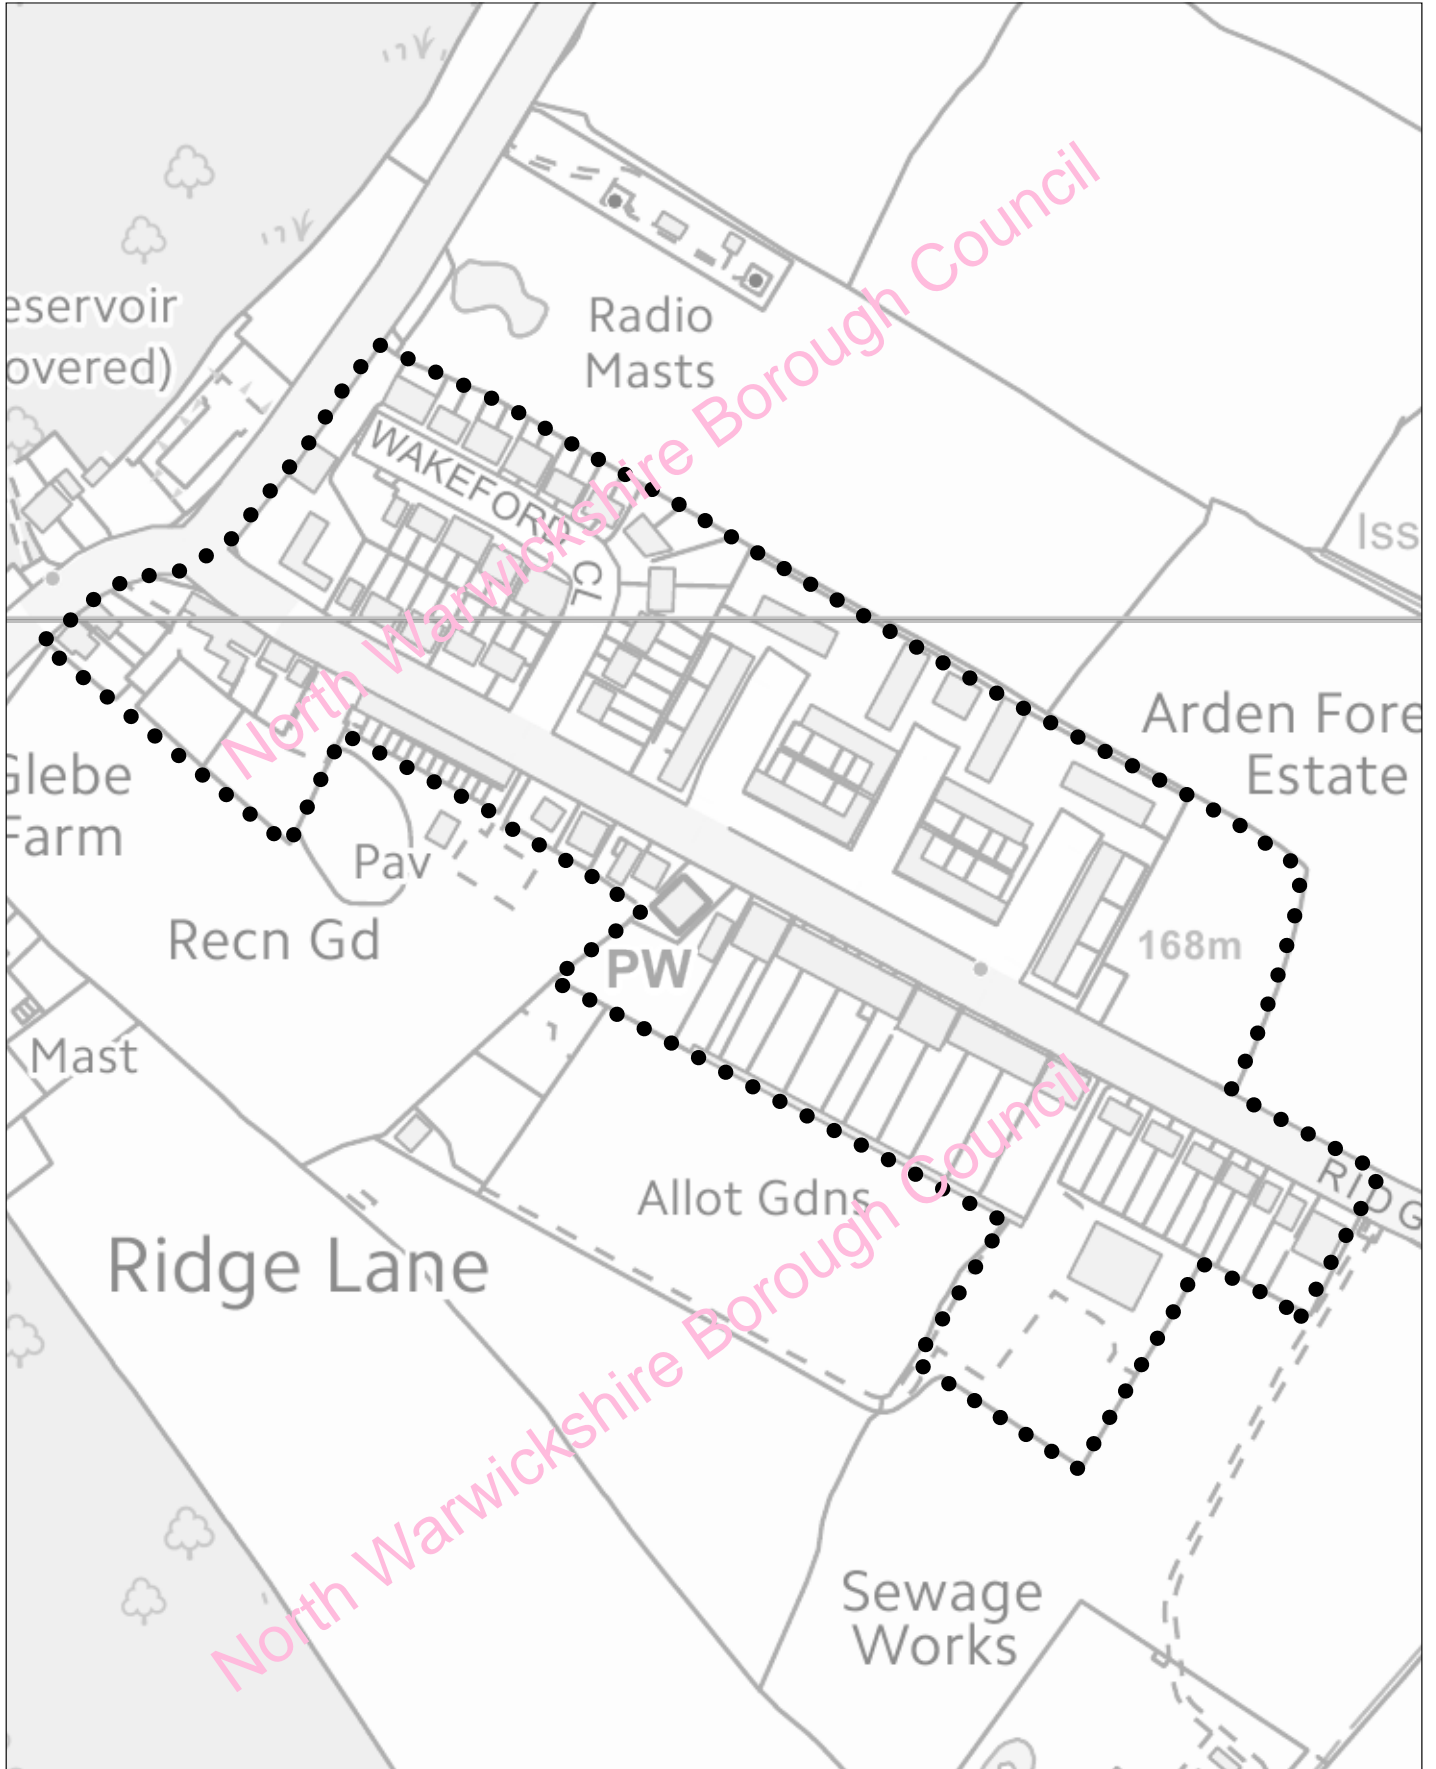 eservoir
overed)
Radio
Masts
WAKEFORD
CL
North Warwickshire Borough Council
Iss
Arden Fore
Estate
Glebe
Farm
Pav
Recn Gd
PW
168m
Mast
Allot Gdns
RIDG
Ridge Lane
North Warwickshire Borough Council
Sewage
Works